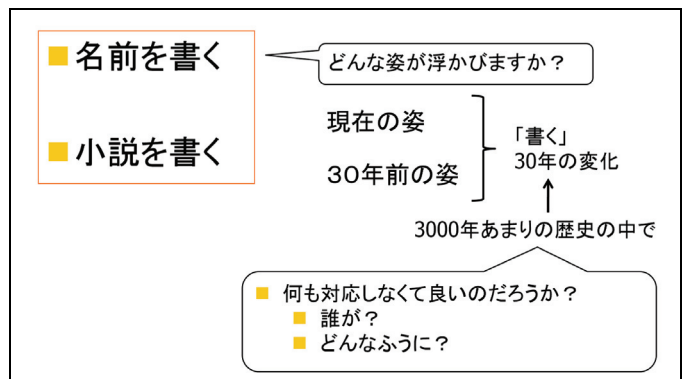 ■ 名前を書く
どんな姿が浮かびますか？
■ 小説を書く
現在の姿
３０年前の姿
「書く」
30年の変化
3000年あまりの歴史の中で
■ 何も対応しなくて良いのだろうか？
■ 誰が？
■ どんなふうに？